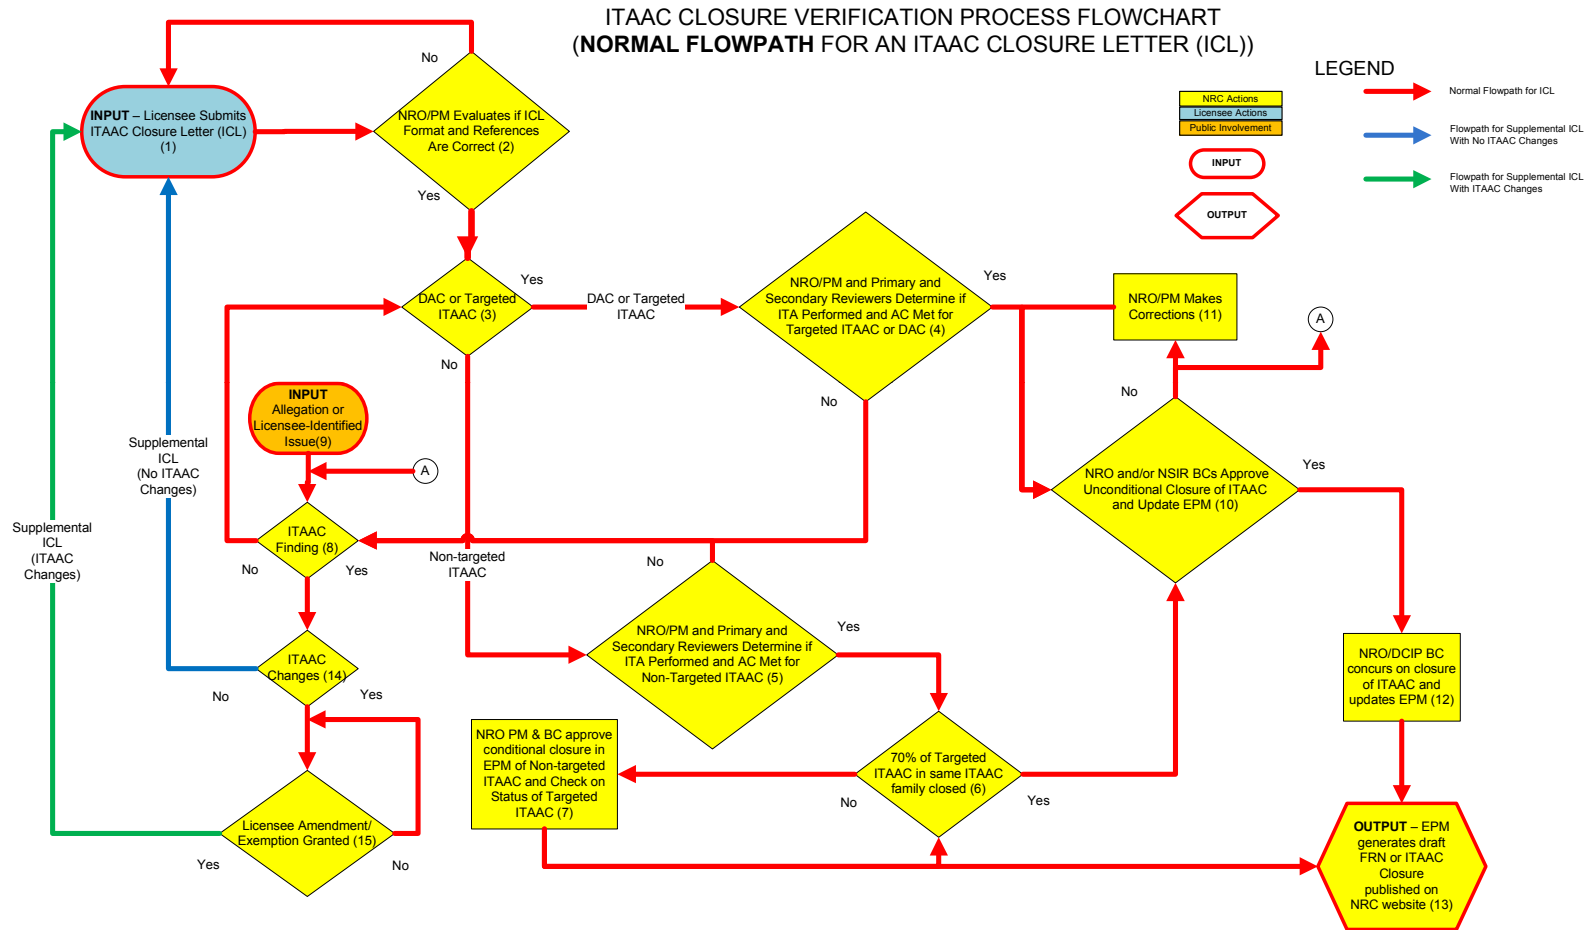 ITAAC CLOSURE VERIFICATION PROCESS FLOWCHART
(NORMAL FLOWPATH FOR AN ITAAC CLOSURE LETTER (ICL))
LEGEND
NRC Actions
Licensee Actions
Public Involvement
INPUT
OUTPUT
Normal Flowpath for ICL
Flowpath for Supplemental ICL
With No ITAAC Changes
Flowpath for Supplemental ICL
With ITAAC Changes
No
INPUT – Licensee Submits
ITAAC Closure Letter (ICL)
(1)
NRO/PM Evaluates if ICL
Format and References
Are Correct (2)
Yes
DAC or Targeted
ITAAC (3)
Yes
No
DAC or Targeted
ITAAC
NRO/PM and Primary and
Secondary Reviewers Determine if
ITA Performed and AC Met for
Targeted ITAAC or DAC (4)
Yes
No
NRO/PM Makes
Corrections (11)
A
No
INPUT
Allegation or
Licensee-Identified
Issue(9)
A
Supplemental
ICL
(No ITAAC
Changes)
Supplemental
ICL
(ITAAC
Changes)
NRO and/or NSIR BCs Approve
Unconditional Closure of ITAAC
and Update EPM (10)
Yes
ITAAC
Finding (8)
No
Yes
Non-targeted
ITAAC
No
NRO/PM and Primary and
Secondary Reviewers Determine if
ITA Performed and AC Met for
Non-Targeted ITAAC (5)
Yes
ITAAC
Changes (14)
No
Yes
NRO/DCIP BC
concurs on closure
of ITAAC and
updates EPM (12)
NRO PM & BC approve
conditional closure in
EPM of Non-targeted
ITAAC and Check on
Status of Targeted
ITAAC (7)
70% of Targeted
ITAAC in same ITAAC
family closed (6)
No
Yes
Licensee Amendment/
Exemption Granted (15)
Yes
No
OUTPUT – EPM
generates draft
FRN or ITAAC
Closure
published on
NRC website (13)